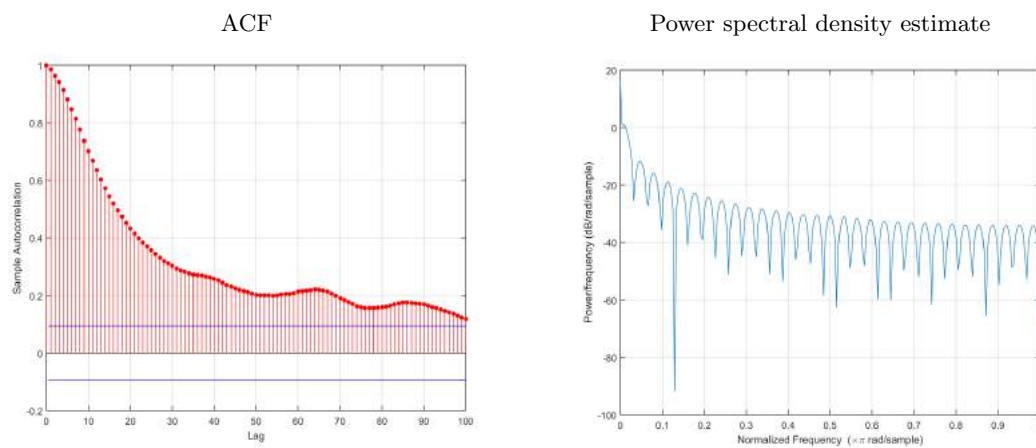 ACF
Power spectral density estimate
1
0.8
0.6
0.4
0.2
0
-0.2
Sample Autocorrelation
0 10 20 30 40 50 60 70 80 90 100
Lag
20
0
-20
-40
-60
-80
-100
Power/frequency (dB/rad/sample)
0 0.1 0.2 0.3 0.4 0.5 0.6 0.7 0.8 0.9
Normalized Frequency (×π rad/sample)